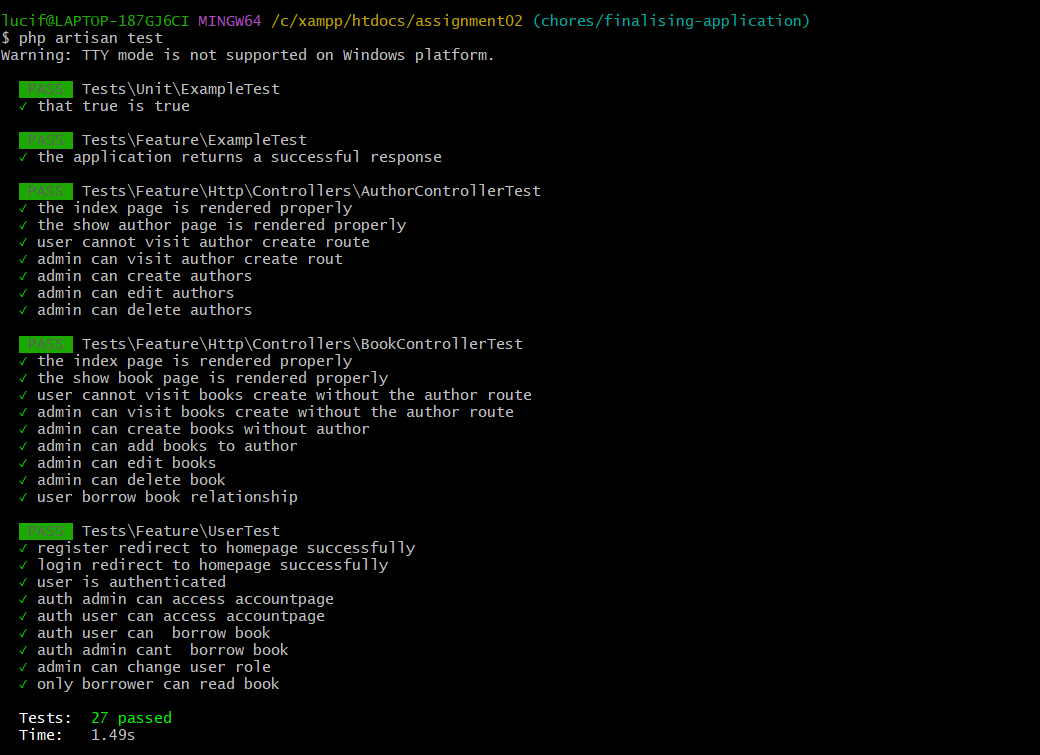 lucif@LAPTOP-187GJ6CI MINGW64 /c/xampp/htdocs/assignment02 (chores/finalising-application)
$ php artisan test
Warning: TTY mode is not supported on Windows platform.
PASS Tests\Unit\ExampleTest
✓ that true is true
PASS Tests\Feature\ExampleTest
✓ the application returns a successful response
PASS Tests\Feature\Http\Controllers\AuthorControllerTest
✓ the index page is rendered properly
✓ the show author page is rendered properly
✓ user cannot visit author create route
✓ admin can visit author create rout
✓ admin can create authors
✓ admin can edit authors
✓ admin can delete authors
PASS Tests\Feature\Http\Controllers\BookControllerTest
✓ the index page is rendered properly
✓ the show book page is rendered properly
✓ user cannot visit books create without the author route
✓ admin can visit books create without the author route
✓ admin can create books without author
✓ admin can add books to author
✓ admin can edit books
✓ admin can delete book
✓ user borrow book relationship
PASS Tests\Feature\UserTest
✓ register redirect to homepage successfully
✓ login redirect to homepage successfully
✓ user is authenticated
✓ auth admin can access accountpage
✓ auth user can access accountpage
✓ auth user can  borrow book
✓ auth admin cant  borrow book
✓ admin can change user role
✓ only borrower can read book
Tests:  27 passed
Time:   1.49s